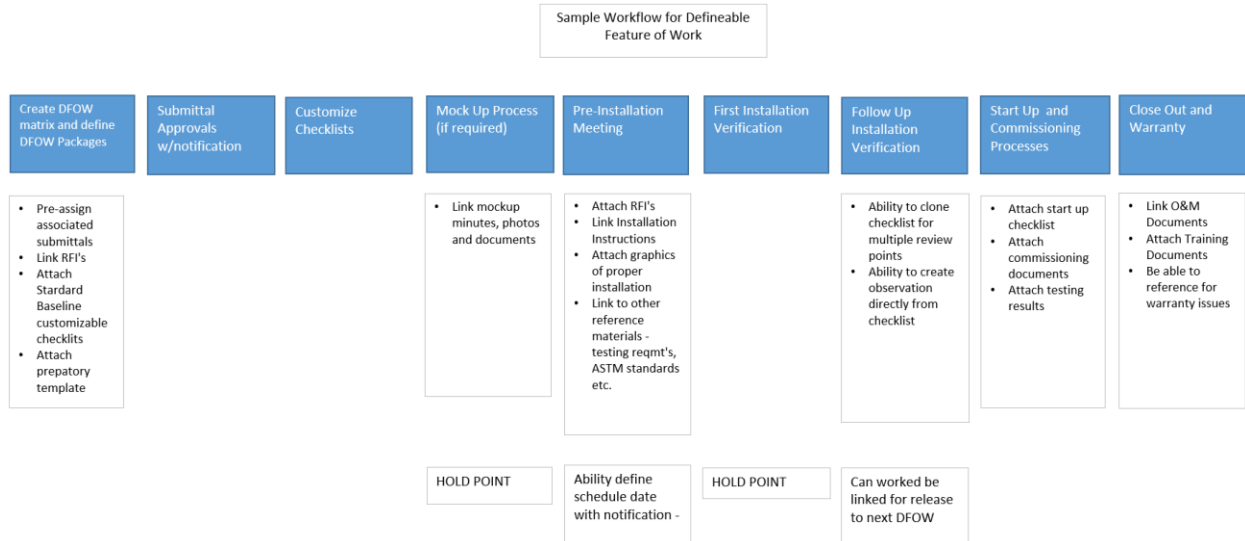 Sample Workflow for Defineable
Feature of Work
Create DFOW
matrix and define
DFOW Packages
Submittal
Approvals
w/notification
Customize
Checklists
Mock Up Process
(if required)
Pre-Installation
Meeting
First Installation
Verification
Follow Up
Installation
Verification
Start Up and
Commissioning
Processes
Close Out and
Warranty
• Pre-assign
associated
submittals
• Link RFI's
• Attach
Standard
Baseline
customizable
checklits
• Attach
prepatory
template
• Link mockup
minutes, photos
and documents
• Attach RFI's
• Link Installation
Instructions
• Attach graphics
of proper
installation
• Link to other
reference
materials -
testing reqmt's,
ASTM standards
etc.
• Ability to clone
checklist for
multiple review
points
• Ability to create
observation
directly from
checklist
• Attach start up
checklist
• Attach
commissioning
documents
• Attach testing
results
• Link O&M
Documents
• Attach Training
Documents
• Be able to
reference for
warranty issues
HOLD POINT
Ability define
schedule date
with notification -
HOLD POINT
Can worked be
linked for release
to next DFOW